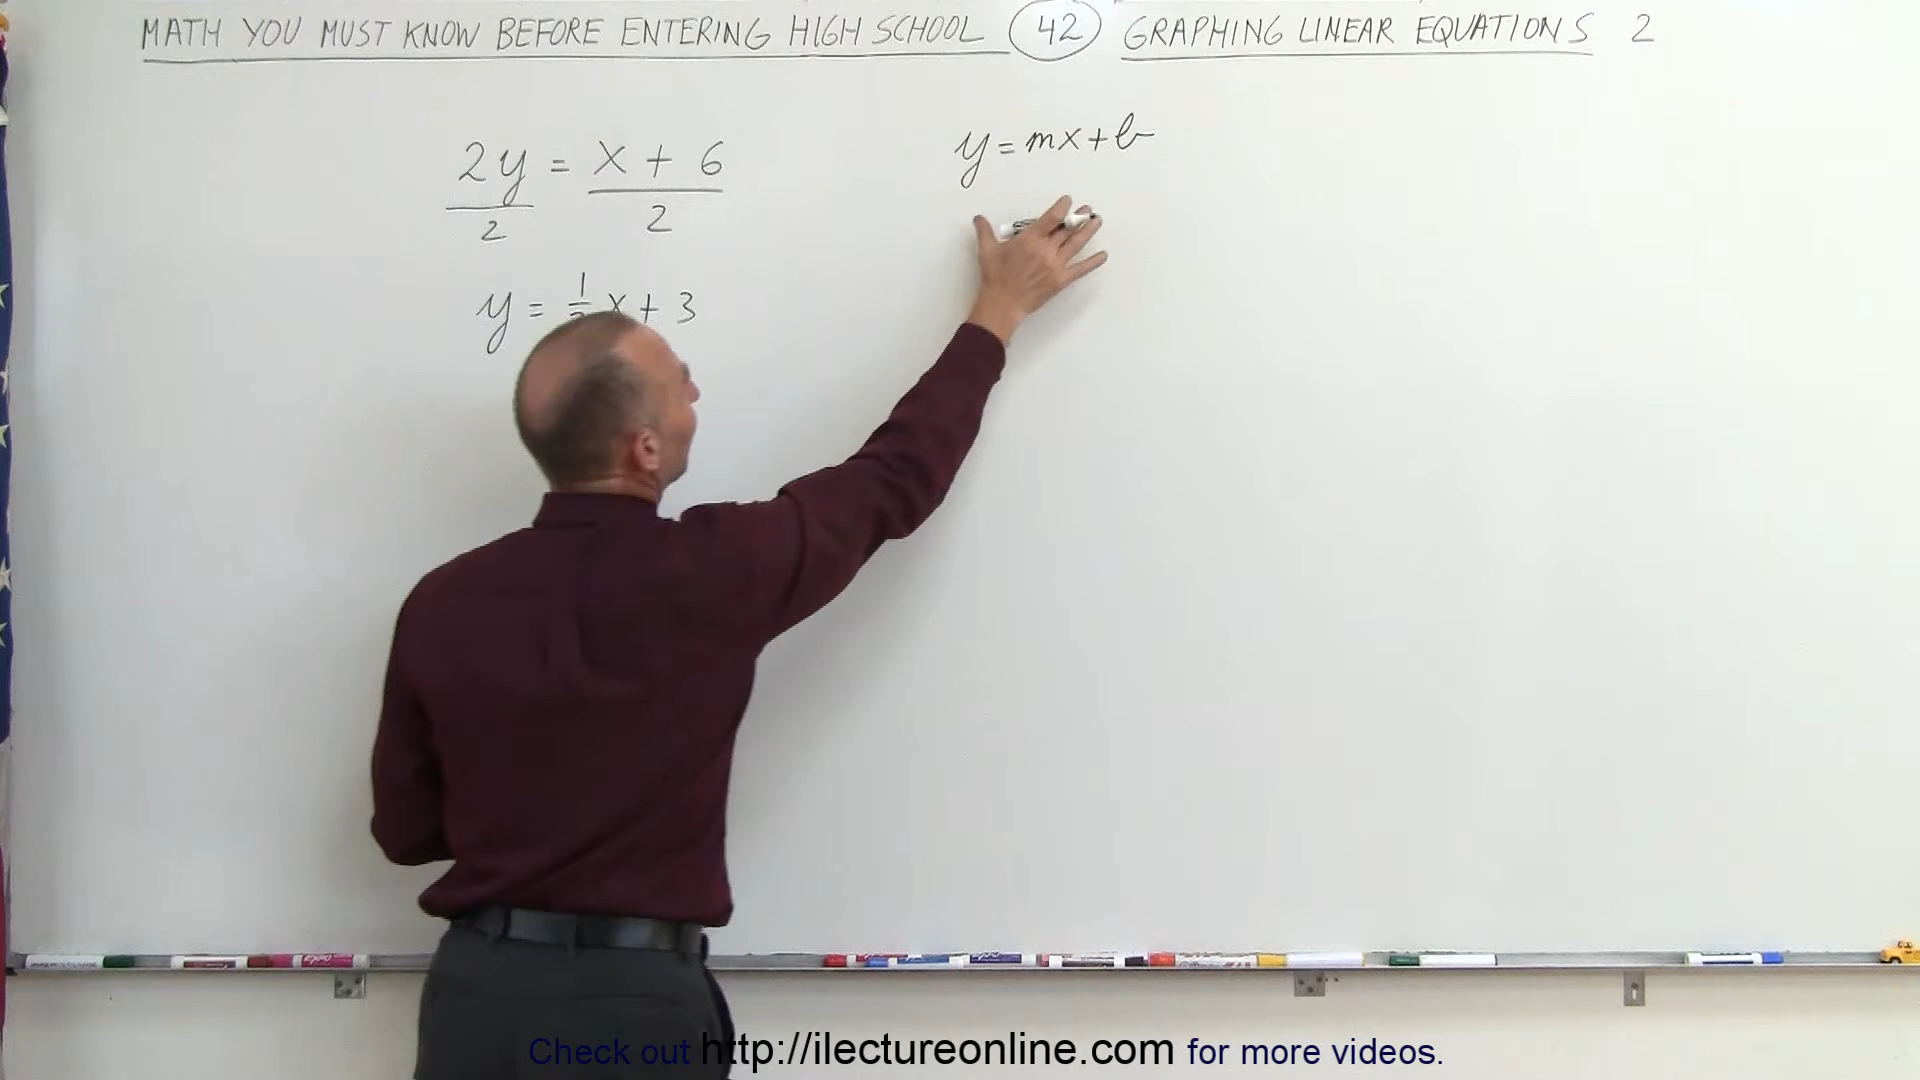 MATH YOU MUST KNOW BEFORE ENTERING HIGH SCHOOL 42 GRAPHING LINEAR EQUATIONS 2
2y = x + 6
2 2
y = mx + b
y = 1 x + 3
Check out http://ilectureonline.com for more videos.